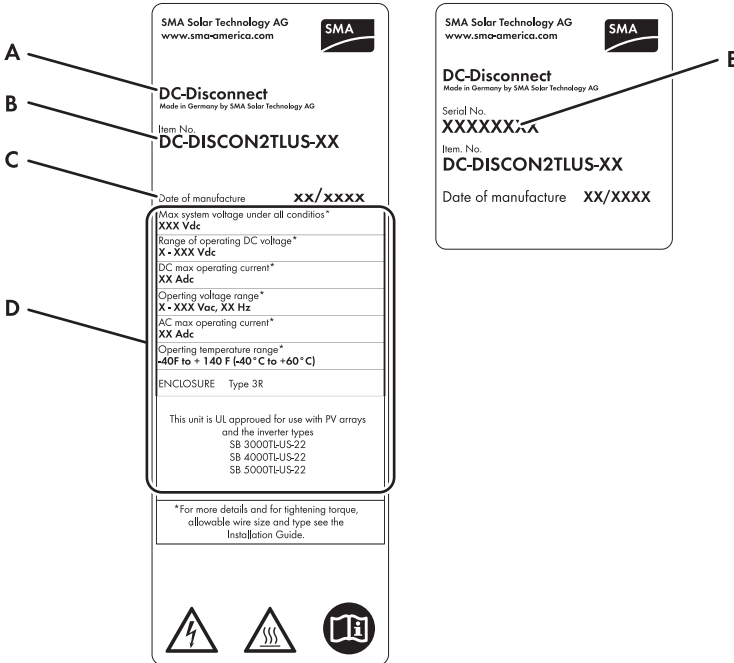 SMA Solar Technology AG
www.sma-america.com
SMA
A
DC-Disconnect
Made in Germany by SMA Solar Technology AG
B
Item No.
DC-DISCON2TLUS-XX
C
Date of manufacture xx/xxxx
D
Max system voltage under all conditios*
XXX Vdc
Range of operating DC voltage*
X - XXX Vdc
DC max operating current*
XX Adc
Operting voltage range*
X - XXX Vac, XX Hz
AC max operating current*
XX Adc
Operting temperature range*
-40F to + 140 F (-40°C to +60°C)
ENCLOSURE Type 3R
This unit is UL approued for use with PV arrays
and the inverter types
SB 3000TL-US-22
SB 4000TL-US-22
SB 5000TL-US-22
*For more details and for tightening torque,
allowable wire size and type see the
Installation Guide.
SMA Solar Technology AG
www.sma-america.com
SMA
E
DC-Disconnect
Made in Germany by SMA Solar Technology AG
Serial No.
XXXXXXXX
Item. No.
DC-DISCON2TLUS-XX
Date of manufacture XX/XXXX